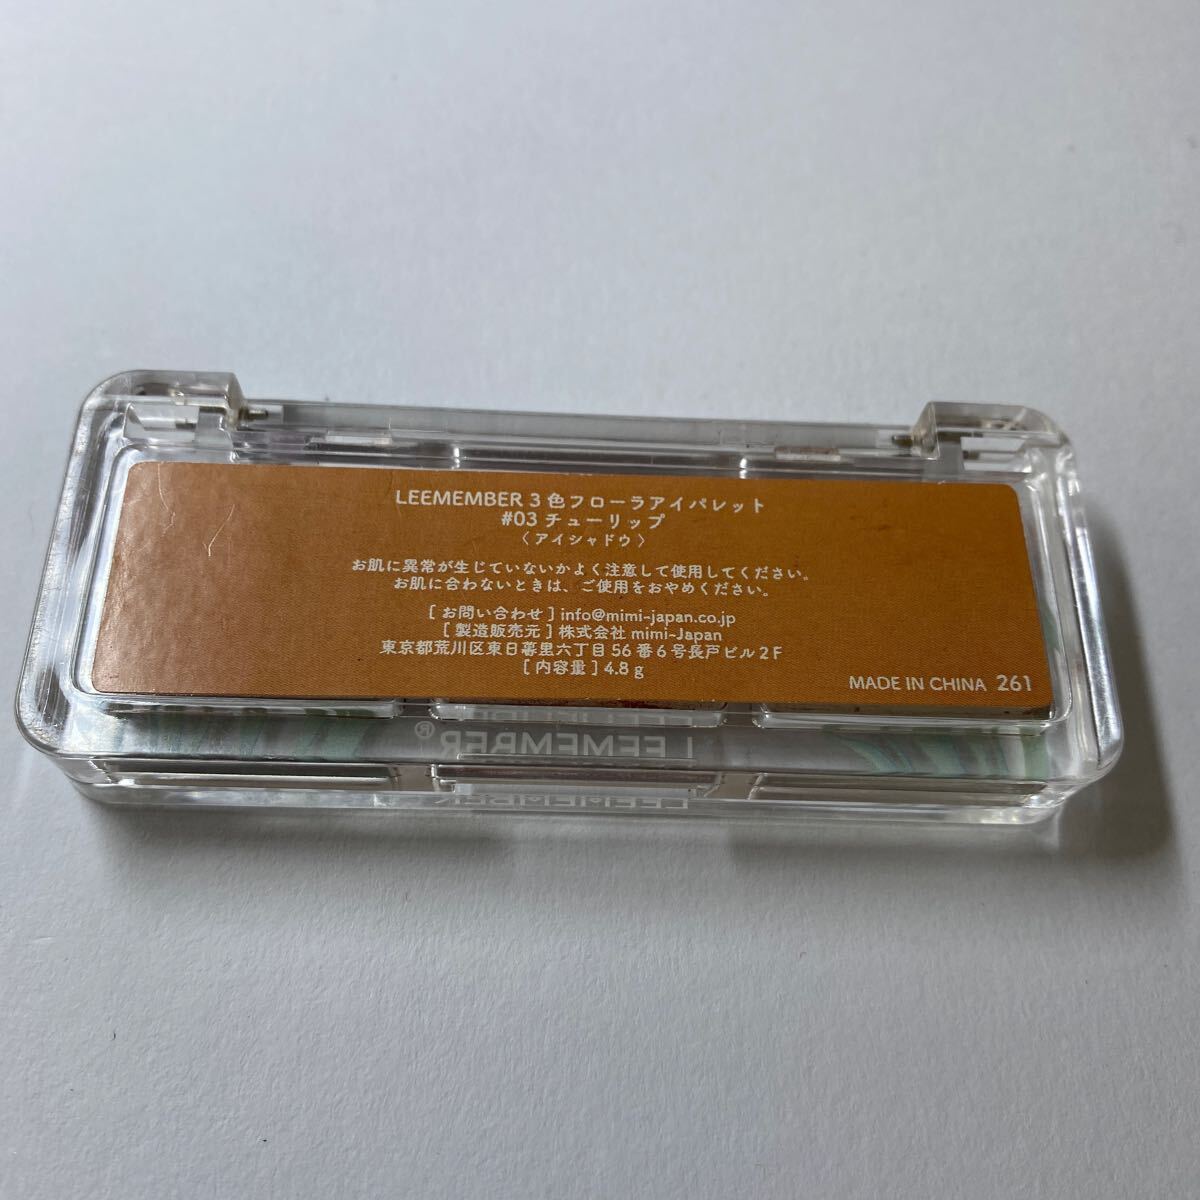 LEEMEMBER 3 色フローラアイパレット
#03 チューリップ
〈アイシャドウ〉
お肌に異常が生じていないかよく注意して使用してください。
お肌に合わないときは、ご使用をおやめください。
[ お問い合わせ ] info@mimi-japan.co.jp
[ 製造販売元 ] 株式会社 mimi-Japan
東京都荒川区東日暮里六丁目 56 番 6 号長戸ビル 2 F
[ 内容量 ] 4.8 g
MADE IN CHINA 261
LEEMEMBER®
LEEMEMBER